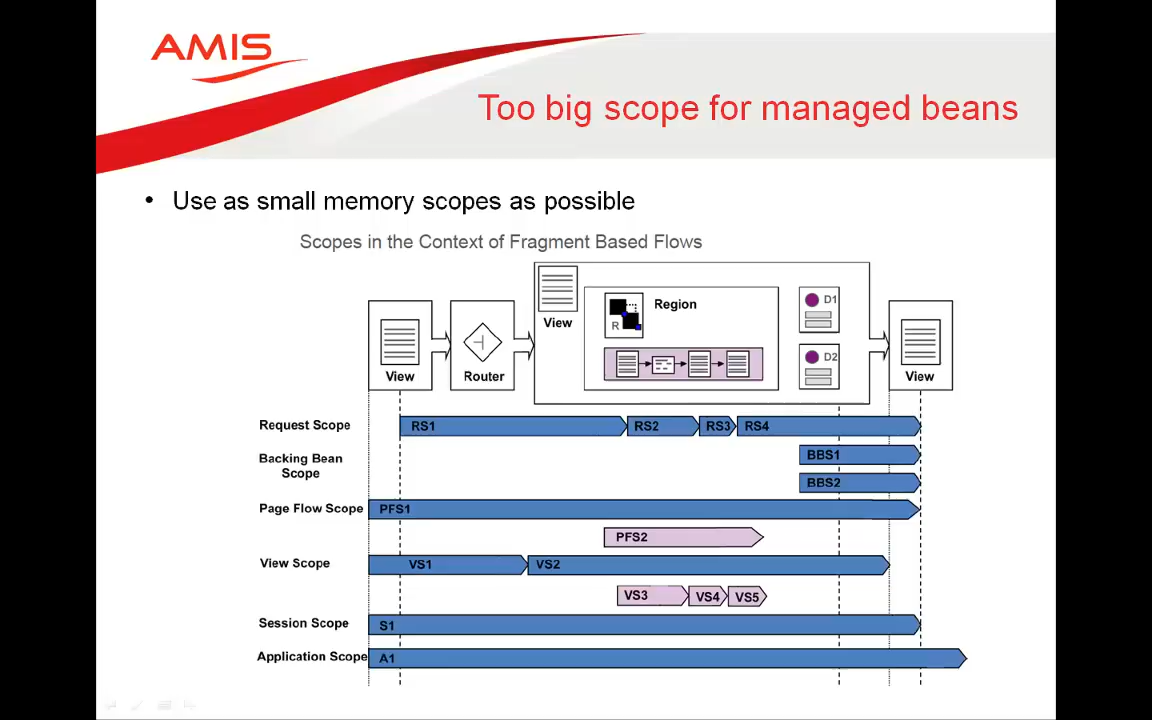 AMIS
Too big scope for managed beans
• Use as small memory scopes as possible
Scopes in the Context of Fragment Based Flows
View
Router
View
Region
R
D1
D2
View
Request Scope
RS1
RS2
RS3
RS4
Backing Bean
Scope
BBS1
BBS2
Page Flow Scope
PFS1
PFS2
View Scope
VS1
VS2
VS3
VS4
VS5
Session Scope
S1
Application Scope
A1